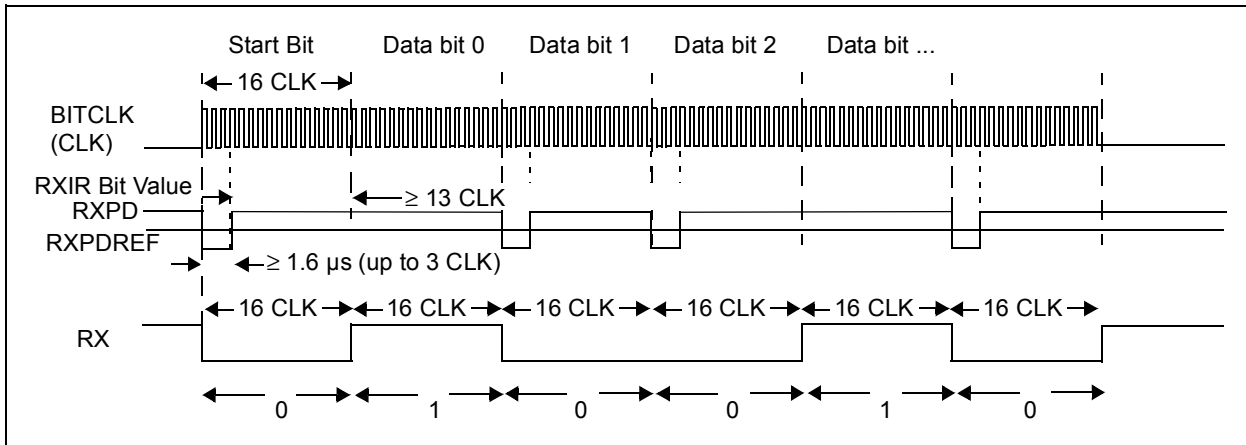 Start Bit Data bit 0 Data bit 1 Data bit 2 Data bit ...
16 CLK
BITCLK
(CLK)
RXIR Bit Value
≥ 13 CLK
RXPD
RXPDREF
≥ 1.6 µs (up to 3 CLK)
16 CLK 16 CLK 16 CLK 16 CLK 16 CLK 16 CLK
RX
0 1 0 0 1 0